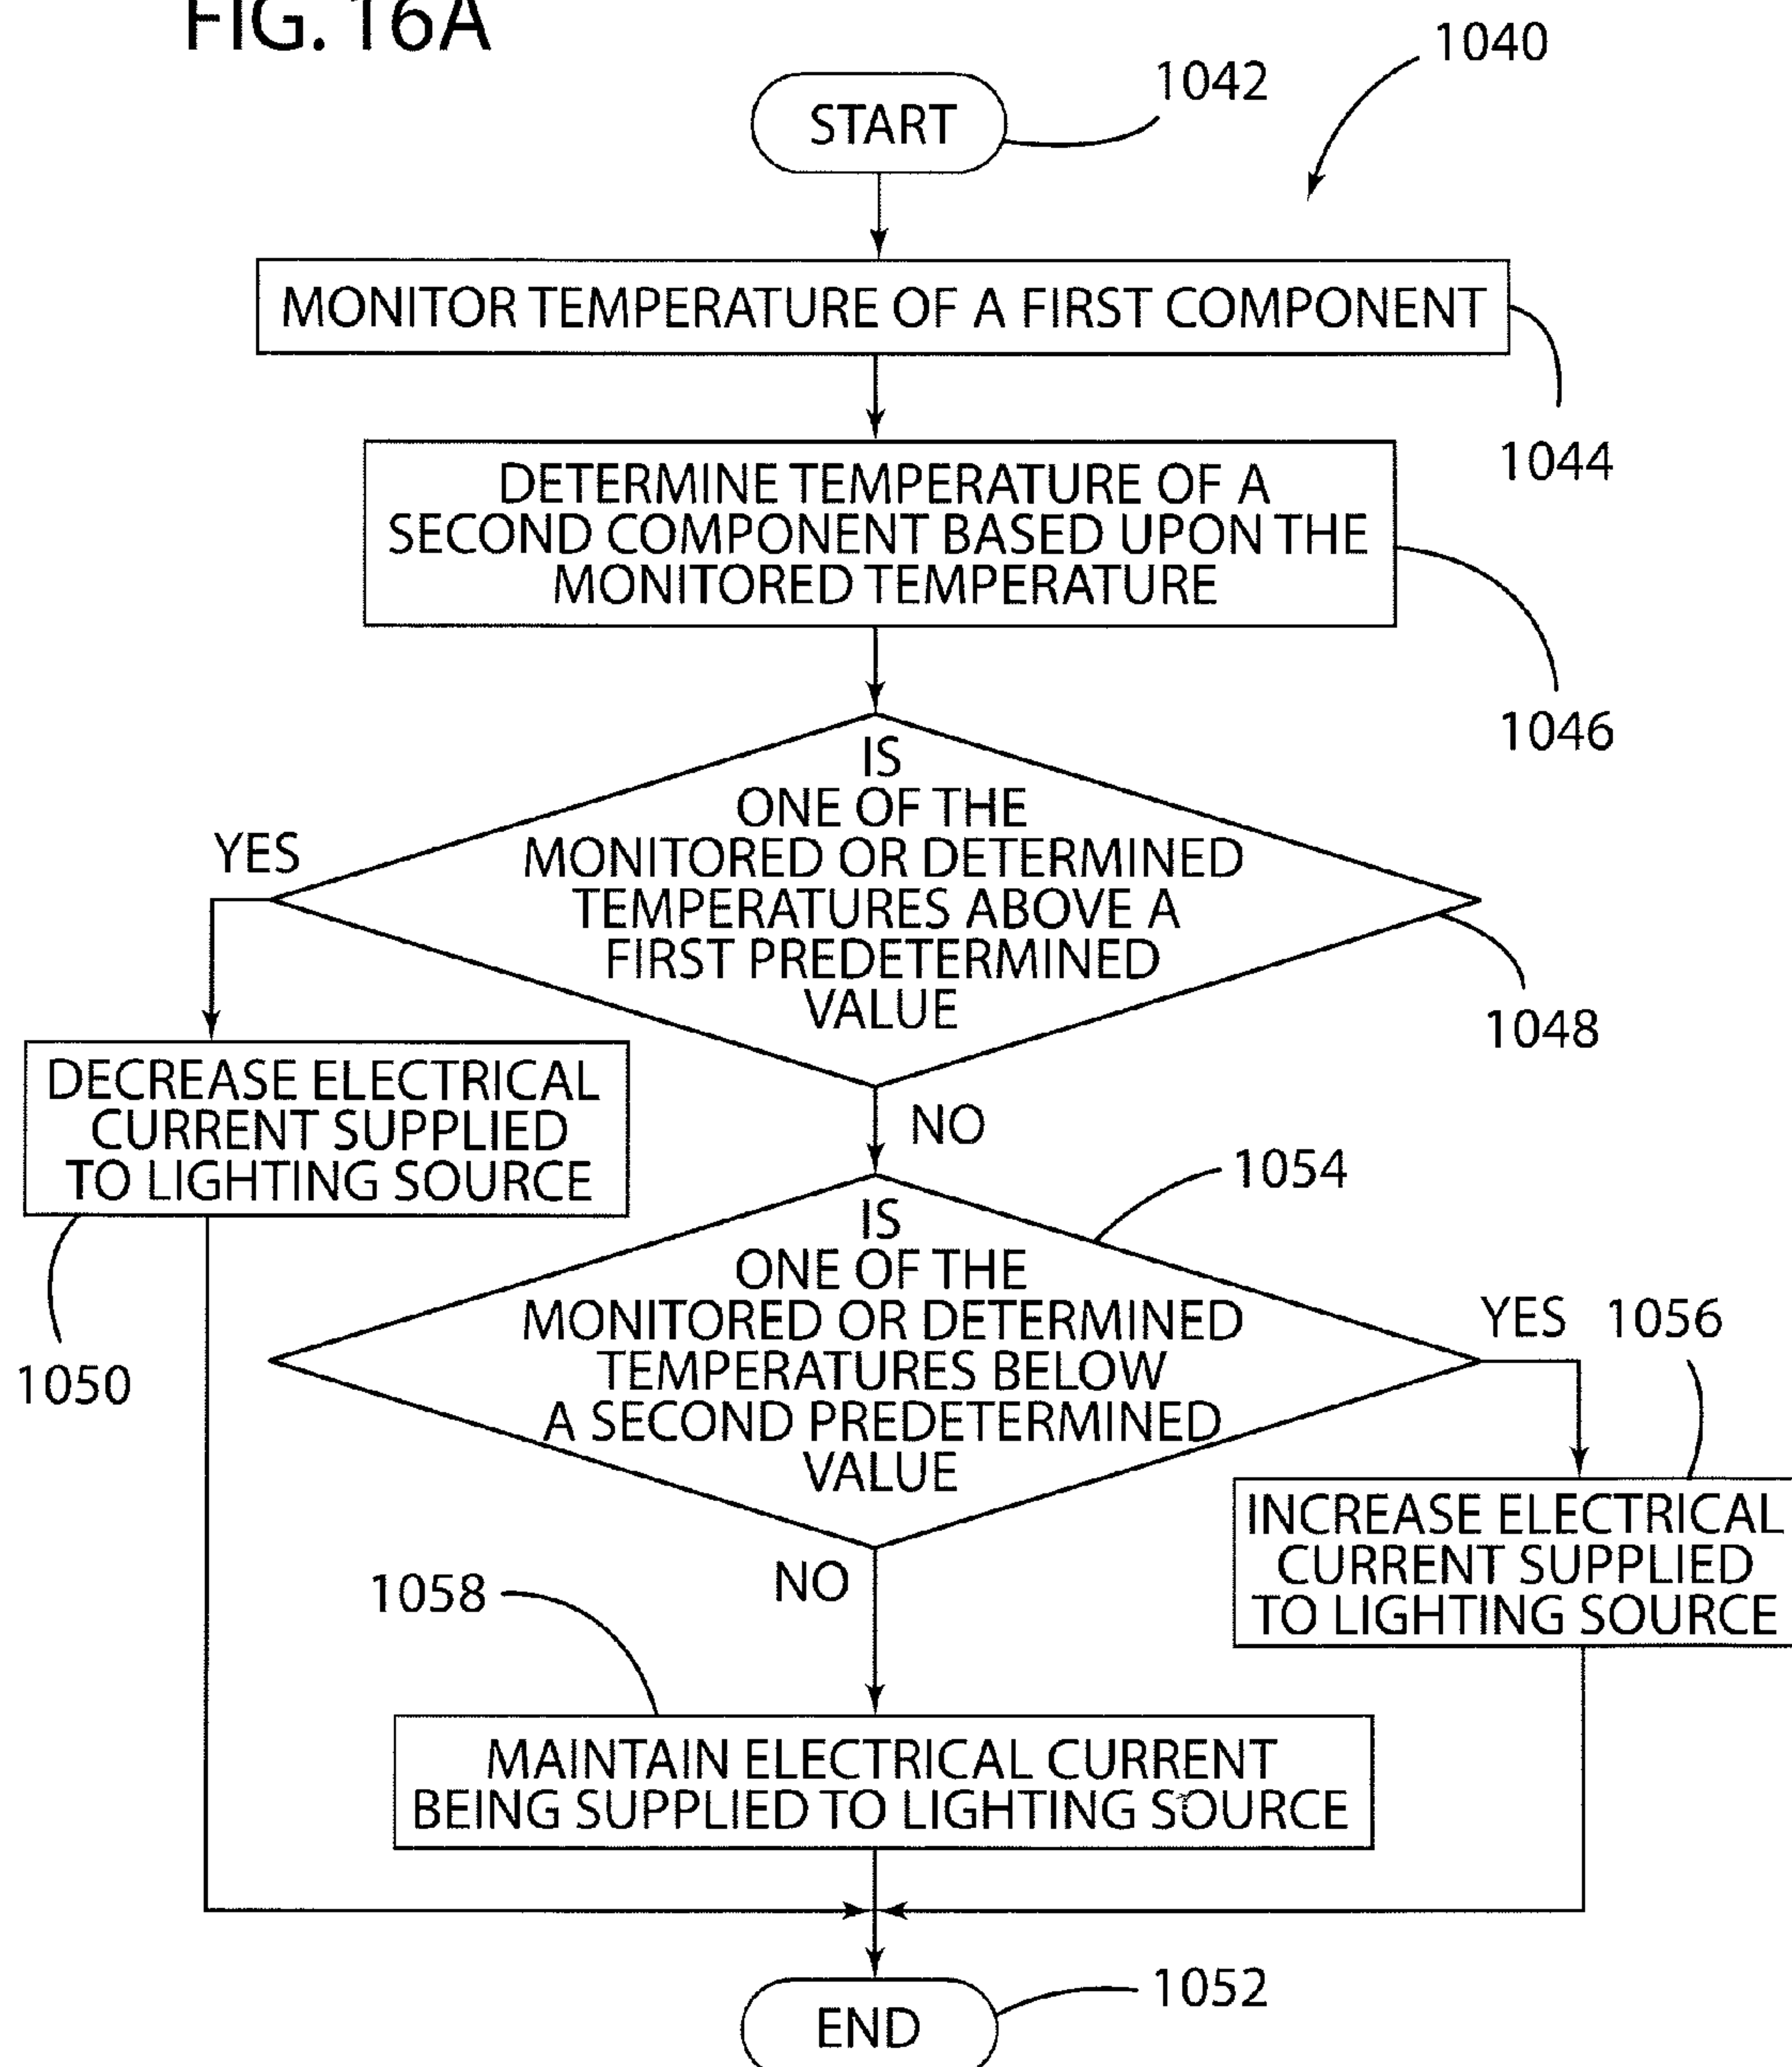 FIG. 16A
1040
1042
START
MONITOR TEMPERATURE OF A FIRST COMPONENT
1044
DETERMINE TEMPERATURE OF A
SECOND COMPONENT BASED UPON THE
MONITORED TEMPERATURE
1046
IS
ONE OF THE
MONITORED OR DETERMINED
TEMPERATURES ABOVE A
FIRST PREDETERMINED
VALUE
YES
1048
DECREASE ELECTRICAL
CURRENT SUPPLIED
TO LIGHTING SOURCE
NO
1050
1054
IS
ONE OF THE
MONITORED OR DETERMINED
TEMPERATURES BELOW
A SECOND PREDETERMINED
VALUE
YES
1056
INCREASE ELECTRICAL
CURRENT SUPPLIED
TO LIGHTING SOURCE
NO
1058
MAINTAIN ELECTRICAL CURRENT
BEING SUPPLIED TO LIGHTING SOURCE
1052
END